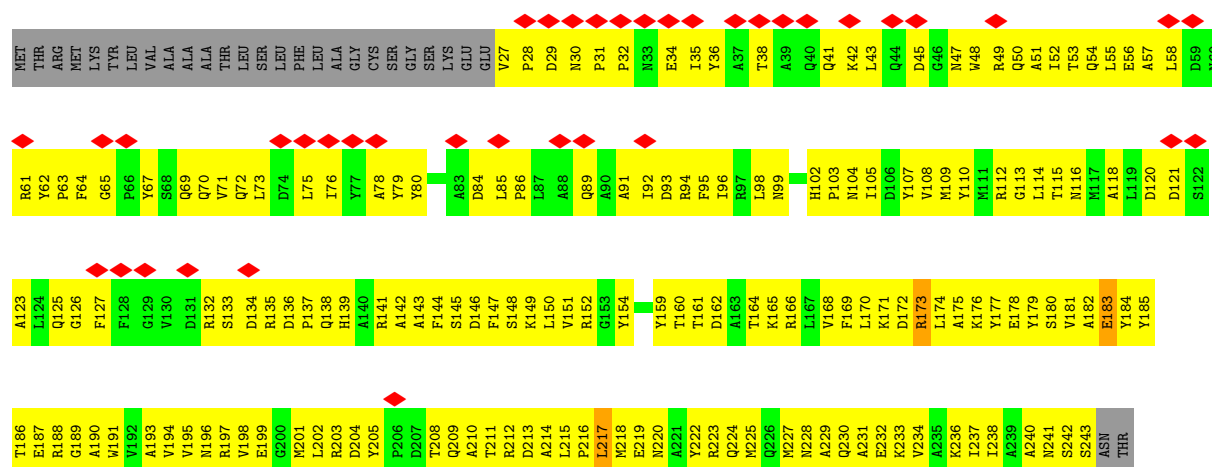 MET THR ARG MET LYS TYR LEU VAL ALA ALA ALA THR LEU SER LEU PHE LEU ALA GLY CYS SER GLY SER LYS GLU GLU V27 P28 D29 N30 P31 P32 N33 E34 I35 Y36 A37 T38 A39 Q40 Q41 K42 L43 Q44 D45 G46 N47 W48 R49 Q50 A51 I52 T53 Q54 L55 E56 A57 L58 D59
R61 Y62 P63 F64 G65 P66 Y67 S68 Q69 Q70 V71 Q72 L73 D74 L75 I76 Y77 A78 Y79 Y80 A83 D84 L85 P86 L87 A88 Q89 A90 A91 I92 D93 R94 F95 I96 R97 L98 N99 H102 P103 N104 I105 D106 Y107 V108 M109 Y110 M111 R112 G113 L114 T115 N116 M117 A118 L119 D120 D121 S122
A123 L124 Q125 G126 F127 F128 G129 V130 D131 R132 S133 D134 R135 D136 P137 Q138 H139 A140 R141 A142 A143 F144 S145 D146 F147 S148 K149 L150 V151 R152 G153 Y154 Y159 T160 T161 D162 A163 T164 K165 R166 L167 V168 F169 L170 K171 D172 R173 L174 A175 K176 Y177 E178 Y179 S180 V181 A182 E183 Y184 Y185
T186 E187 R188 G189 A190 W191 V192 A193 V194 V195 N196 R197 V198 E199 G200 M201 L202 R203 D204 Y205 P206 D207 T208 Q209 A210 T211 R212 D213 A214 L215 P216 L217 M218 E219 N220 A221 Y222 R223 Q224 M225 Q226 M227 N228 A229 Q230 A231 E232 K233 V234 A235 K236 I237 I238 A239 A240 N241 S242 S243 ASN THR